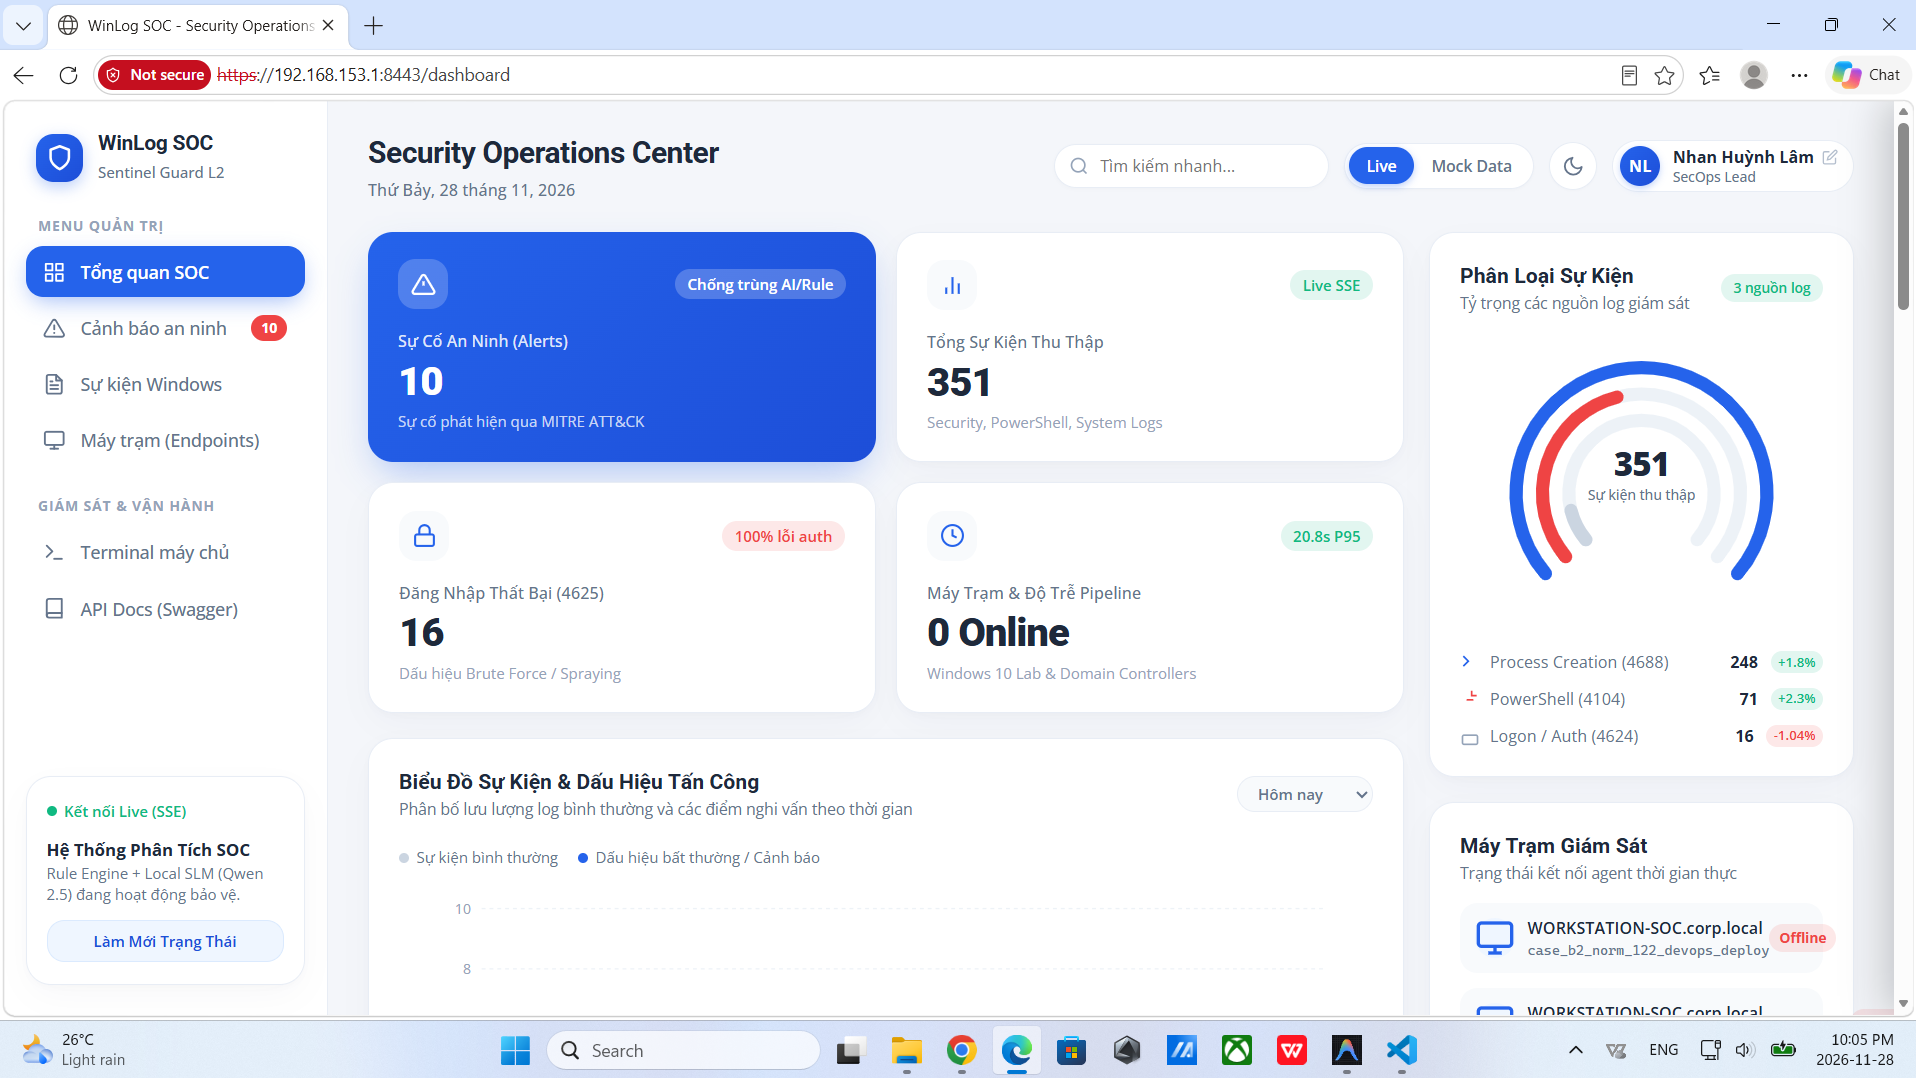 WinLog SOC - Security Operations
Not secure
https://192.168.153.1:8443/dashboard
Chat
WinLog SOC
Sentinel Guard L2
MENU QUẢN TRỊ
Tổng quan SOC
Cảnh báo an ninh
10
Sự kiện Windows
Máy trạm (Endpoints)
GIÁM SÁT & VẬN HÀNH
Terminal máy chủ
API Docs (Swagger)
Kết nối Live (SSE)
Hệ Thống Phân Tích SOC
Rule Engine + Local SLM (Qwen
2.5) đang hoạt động bảo vệ.
Làm Mới Trạng Thái
Security Operations Center
Thứ Bảy, 28 tháng 11, 2026
Tìm kiếm nhanh...
Live
Mock Data
NL
Nhan Huỳnh Lâm
SecOps Lead
Chống trùng AI/Rule
Sự Cố An Ninh (Alerts)
10
Sự cố phát hiện qua MITRE ATT&CK
Live SSE
Tổng Sự Kiện Thu Thập
351
Security, PowerShell, System Logs
100% lỗi auth
Đăng Nhập Thất Bại (4625)
16
Dấu hiệu Brute Force / Spraying
20.8s P95
Máy Trạm & Độ Trễ Pipeline
0 Online
Windows 10 Lab & Domain Controllers
Phân Loại Sự Kiện
Tỷ trọng các nguồn log giám sát
3 nguồn log
351
Sự kiện thu thập
Process Creation (4688)
248
+1.8%
PowerShell (4104)
71
+2.3%
Logon / Auth (4624)
16
-1.04%
Biểu Đồ Sự Kiện & Dấu Hiệu Tấn Công
Phân bố lưu lượng log bình thường và các điểm nghi vấn theo thời gian
Hôm nay
Sự kiện bình thường
Dấu hiệu bất thường / Cảnh báo
10
8
Máy Trạm Giám Sát
Trạng thái kết nối agent thời gian thực
WORKSTATION-SOC.corp.local
case_b2_norm_122_devops_deploy
Offline
WORKSTATION-SOC.corp.local
26°C
Light rain
Search
ENG
10:05 PM
2026-11-28